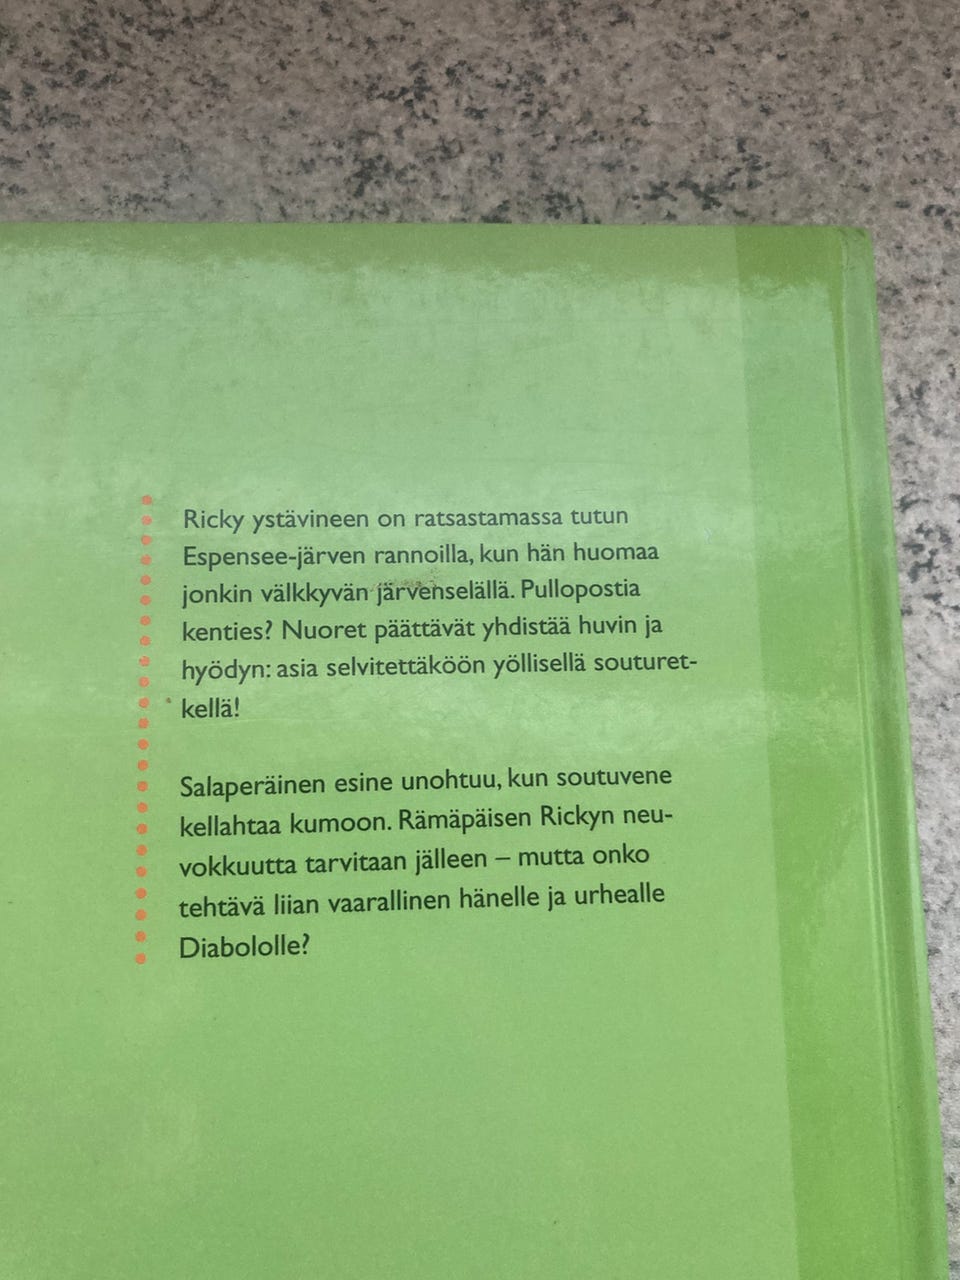 Ricky ystävineen on ratsastamassa tutun
Espensee-järven rannoilla, kun hän huomaa
jonkin välkkyvän järvenselällä. Pullopostia
kenties? Nuoret päättävät yhdistää huvin ja
hyödyn: asia selvitettäköön yöllisellä souturet-
kellä!
Salaperäinen esine unohtuu, kun soutuvene
kellahtaa kumoon. Rämäpäisen Rickyn neu-
vokkuutta tarvitaan jälleen – mutta onko
tehtävä liian vaarallinen hänelle ja urhealle
Diabololle?